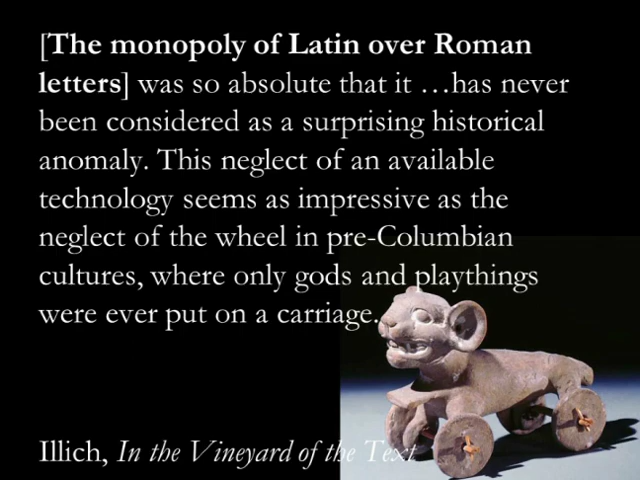 [The monopoly of Latin over Roman
letters] was so absolute that it …has never
been considered as a surprising historical
anomaly. This neglect of an available
technology seems as impressive as the
neglect of the wheel in pre-Columbian
cultures, where only gods and playthings
were ever put on a carriage.
Illich, In the Vineyard of the Text